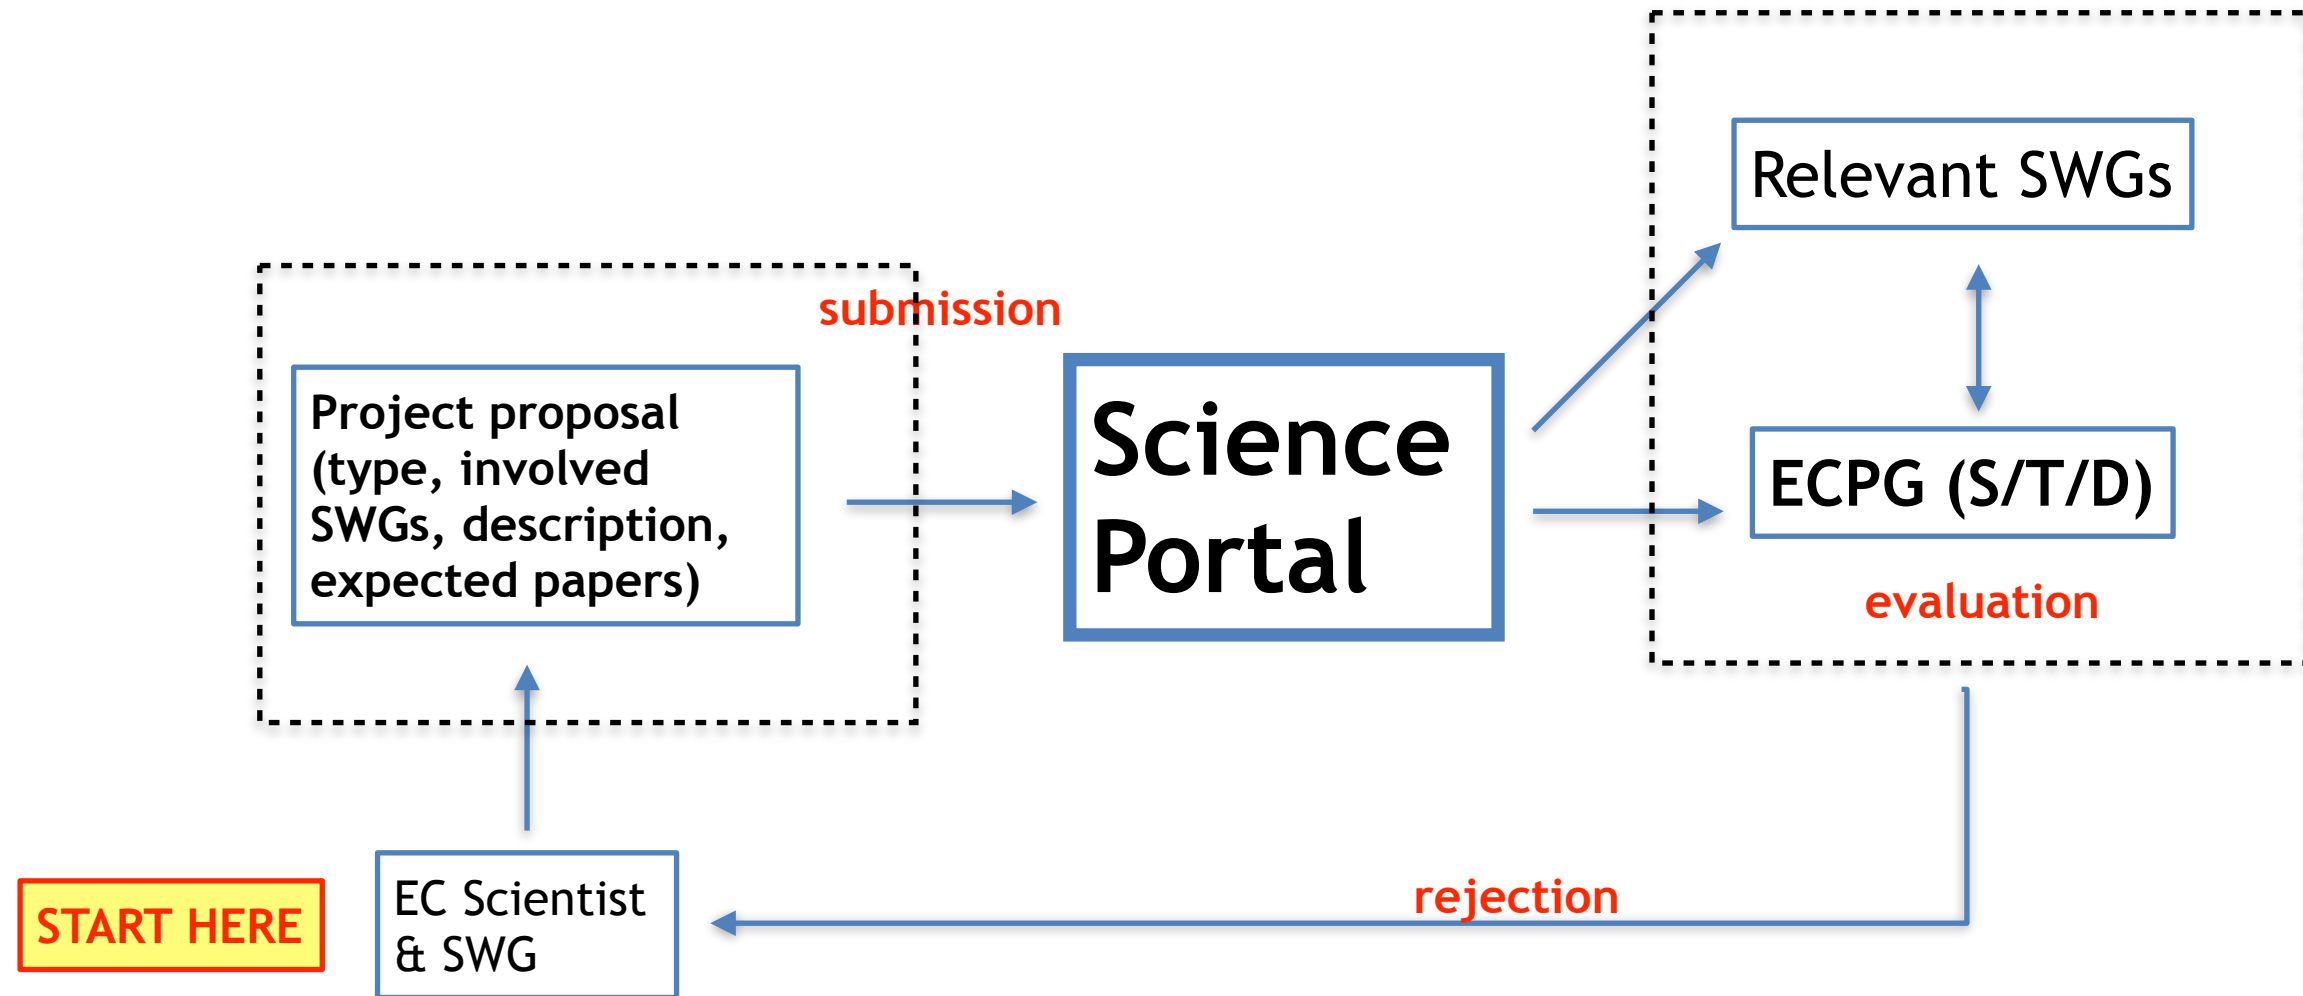 Relevant SWGs
submission
Project proposal
(type, involved
SWGs, description,
expected papers)
Science
Portal
ECPG (S/T/D)
evaluation
START HERE
EC Scientist
& SWG
rejection